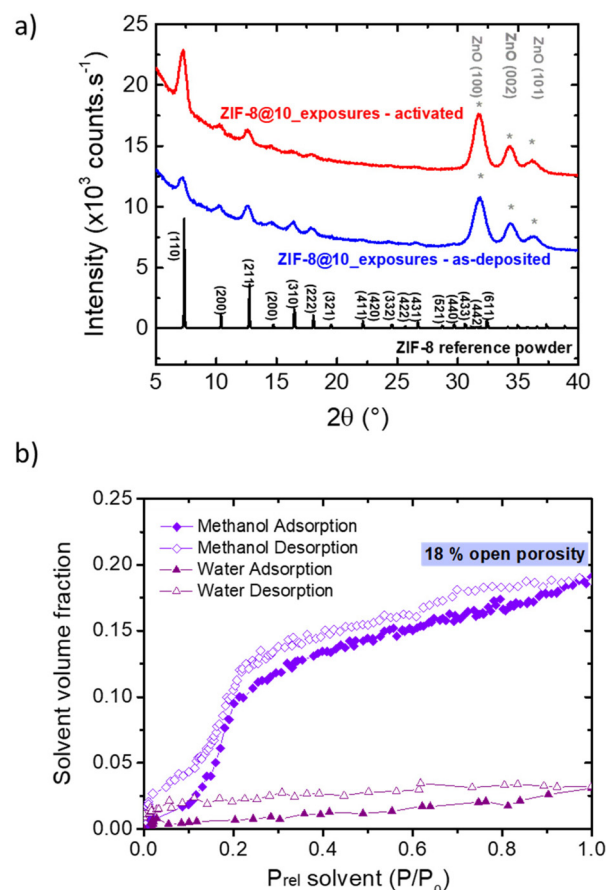 a)
25
20
15
10
5
0
Intensity (x10³ counts.s⁻¹)
ZnO (100)
ZnO (002)
ZnO (101)
*
*
*
ZIF-8@10_exposures - activated
*
*
*
ZIF-8@10_exposures - as-deposited
(110)
(200)
(211)
(200)
(310)
(222)
(321)
(411)
(420)
(332)
(422)
(431)
(521)
(440)
(433)
(442)
(611)
ZIF-8 reference powder
5 10 15 20 25 30 35 40
2θ (°)
b)
0.25
0.20
0.15
0.10
0.05
0.00
Solvent volume fraction
Methanol Adsorption
Methanol Desorption
Water Adsorption
Water Desorption
18 % open porosity
0.0 0.2 0.4 0.6 0.8 1.0
Prel solvent (P/P₀)